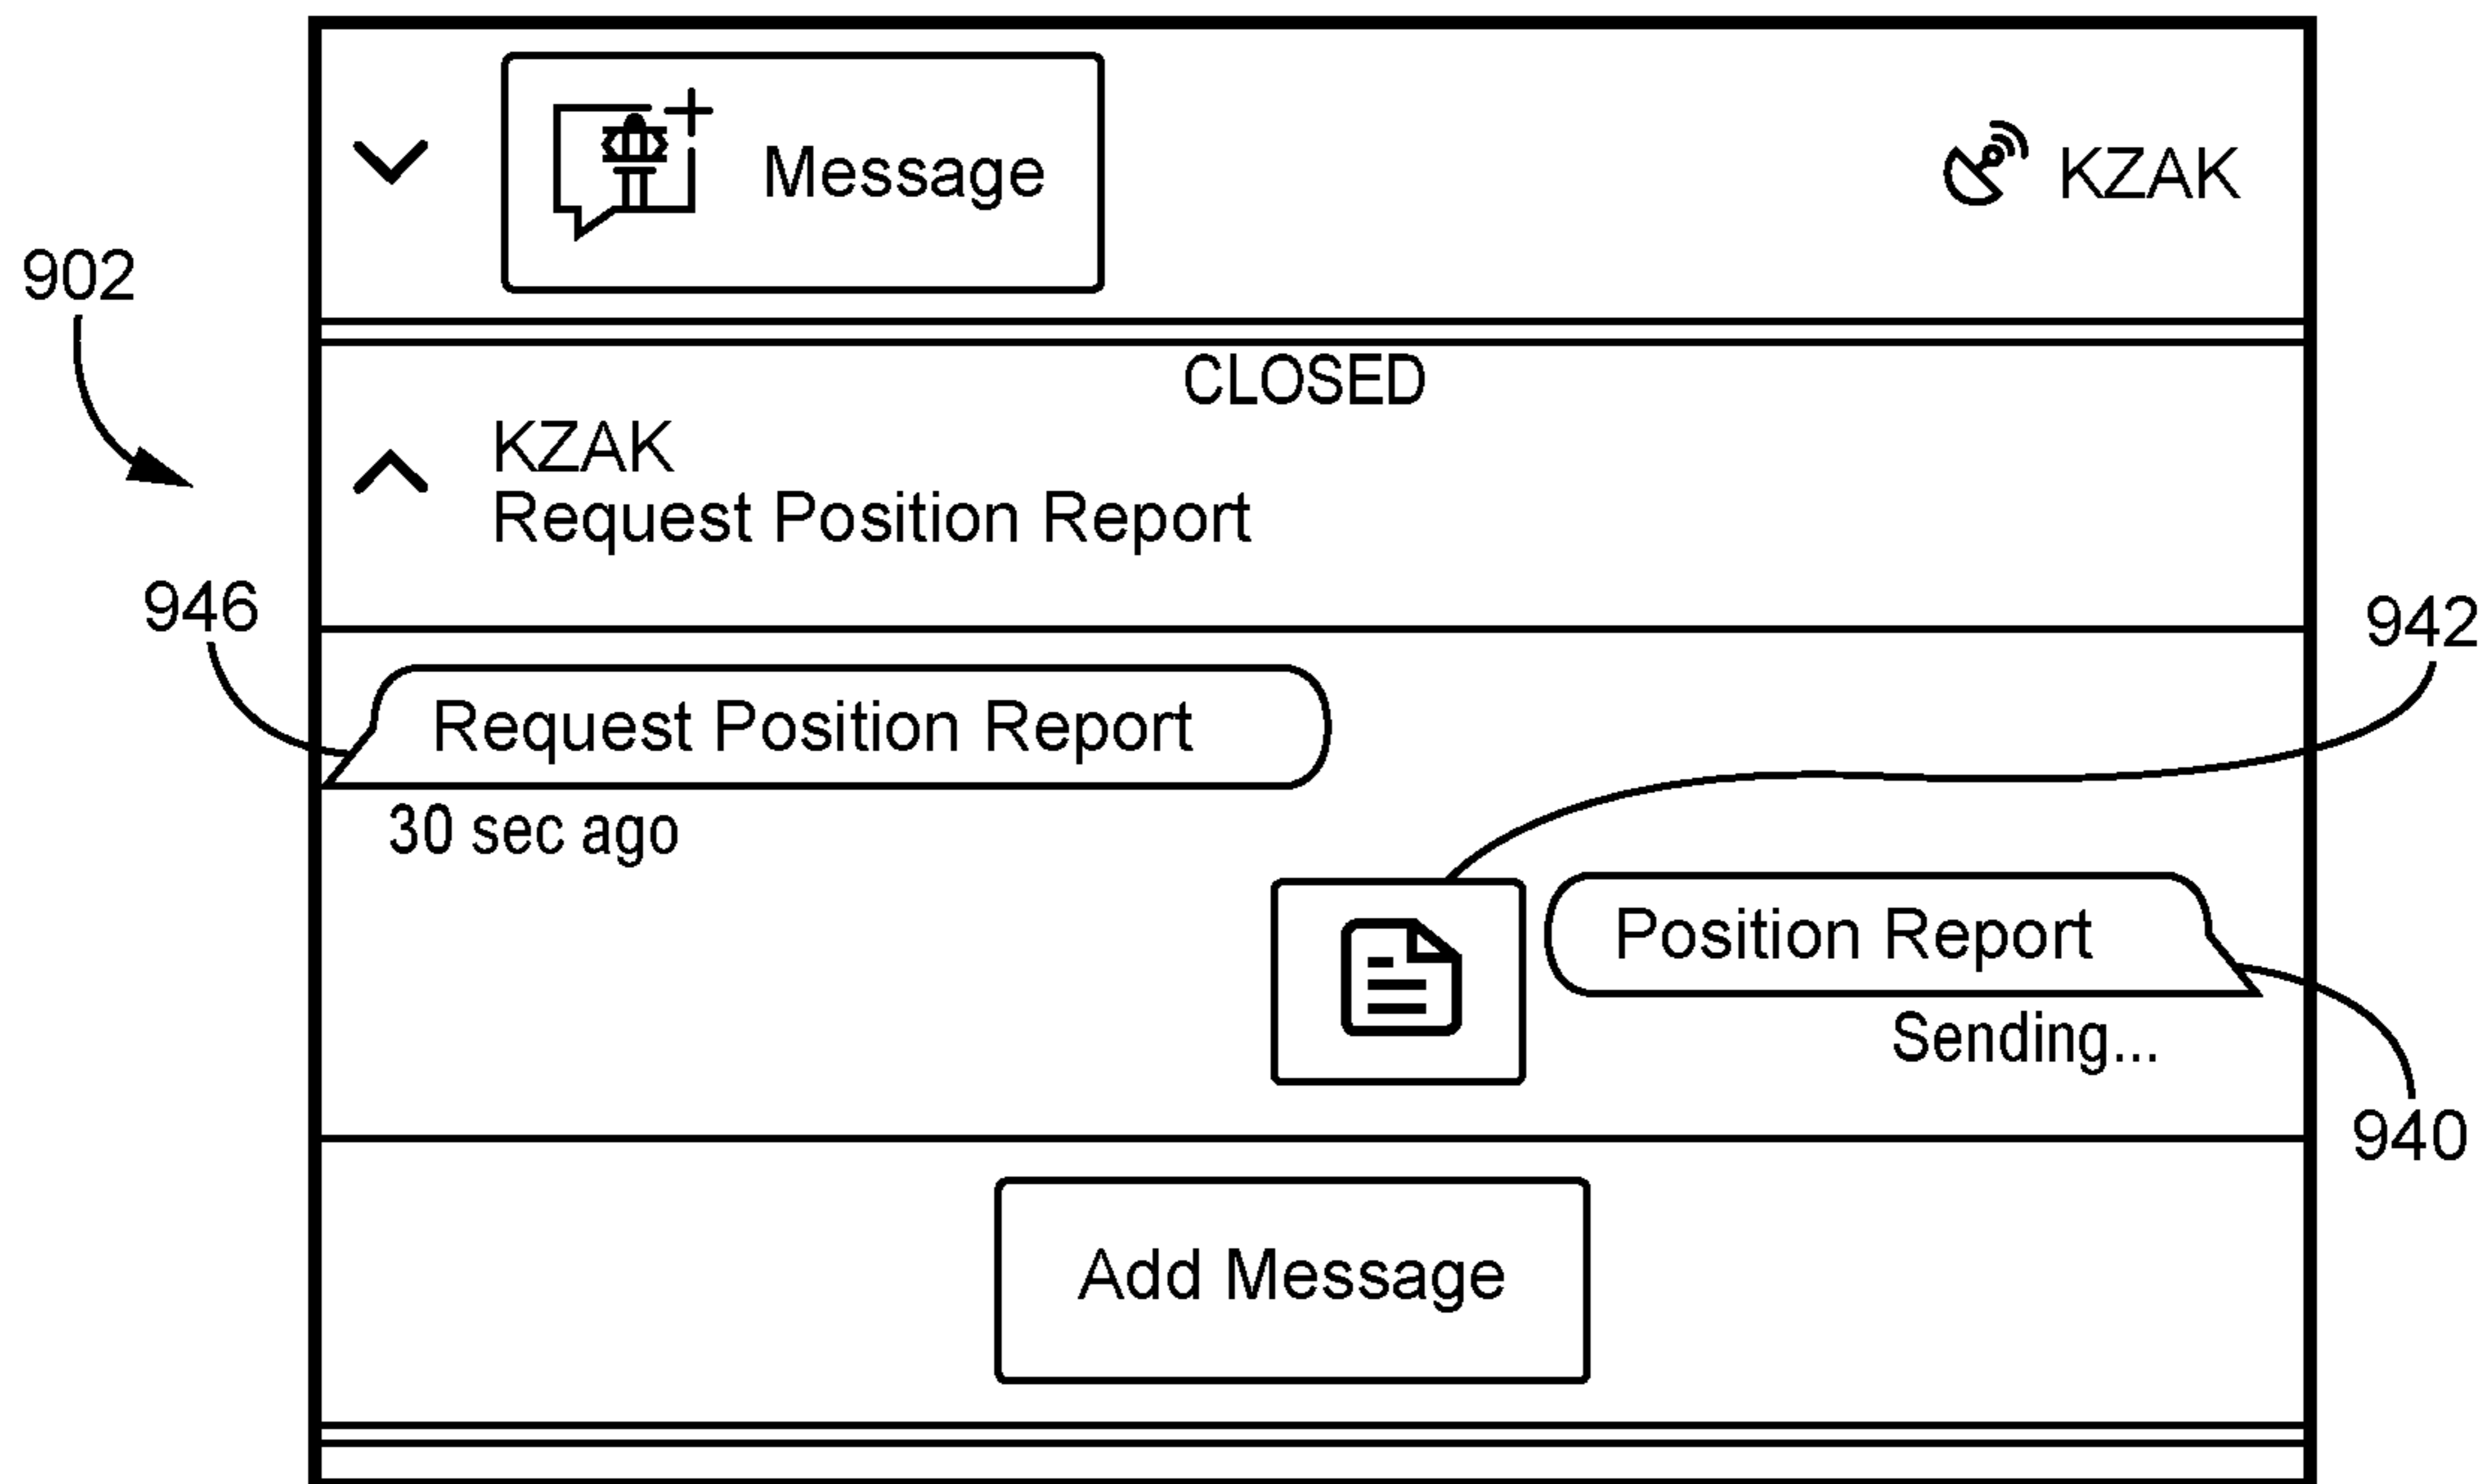 Message
KZAK
902
CLOSED
KZAK
Request Position Report
946
942
Request Position Report
30 sec ago
Position Report
Sending...
940
Add Message